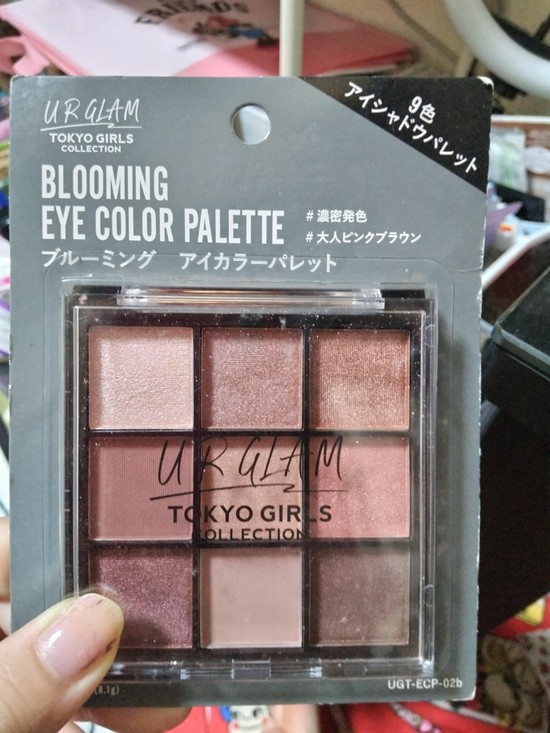 FRIENDS
9色
アイシャドウパレット
UR GLAM
TOKYO GIRLS
COLLECTION
BLOOMING
EYE COLOR PALETTE
#濃密発色
#大人ピンクブラウン
ブルーミング アイカラーパレット
UR GLAM
TOKYO GIRLS
COLLECTION
(8.1g)
UGT-ECP-02b